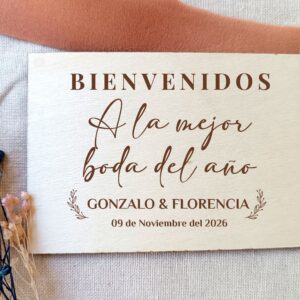 BIENVENIDOS
A la mejor
boda del año
GONZALO & FLORENCIA
09 de Noviembre del 2026